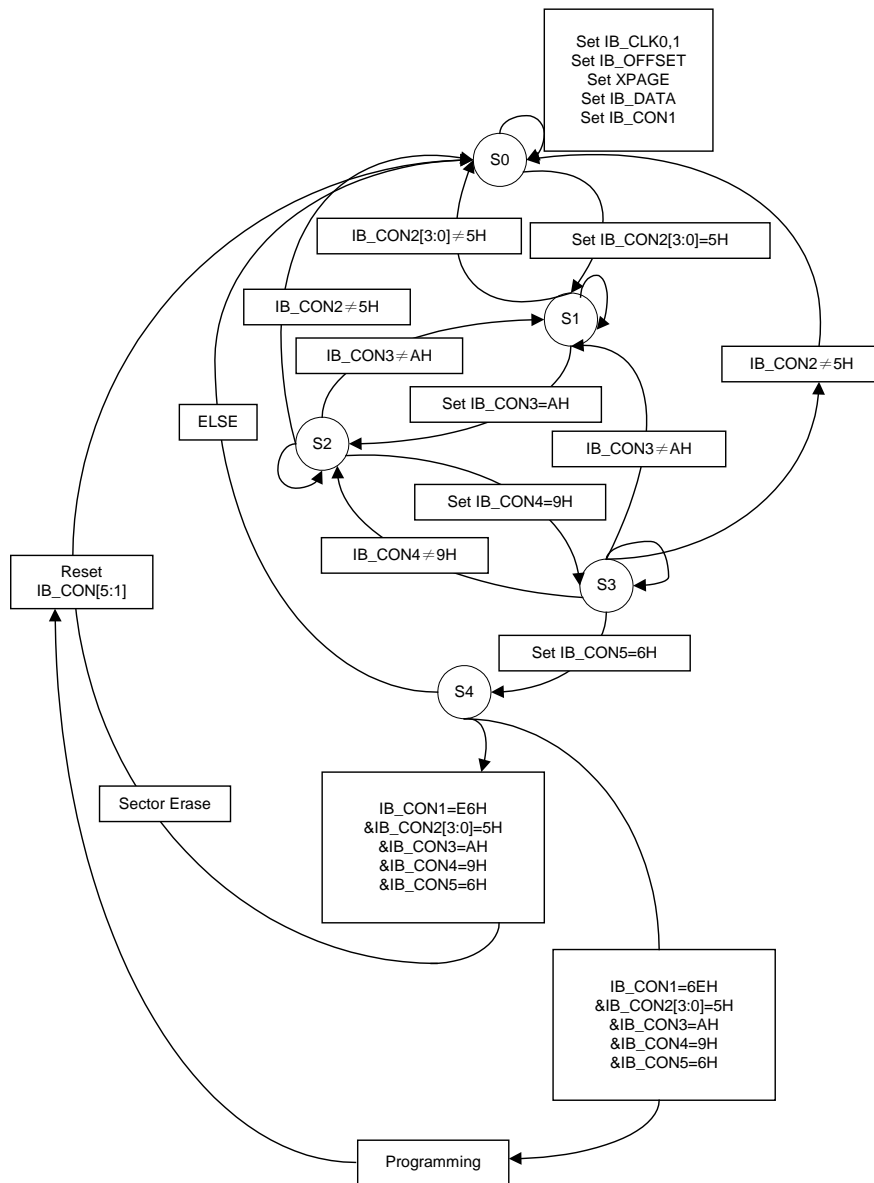 Set IB_CLK0,1
Set IB_OFFSET
Set XPAGE
Set IB_DATA
Set IB_CON1
S0
IB_CON2[3:0]≠5H
Set IB_CON2[3:0]=5H
IB_CON2≠5H
S1
IB_CON3≠AH
IB_CON2≠5H
Set IB_CON3=AH
ELSE
S2
IB_CON3≠AH
Set IB_CON4=9H
IB_CON4≠9H
Reset
IB_CON[5:1]
S3
Set IB_CON5=6H
S4
Sector Erase
IB_CON1=E6H
&IB_CON2[3:0]=5H
&IB_CON3=AH
&IB_CON4=9H
&IB_CON5=6H
IB_CON1=6EH
&IB_CON2[3:0]=5H
&IB_CON3=AH
&IB_CON4=9H
&IB_CON5=6H
Programming